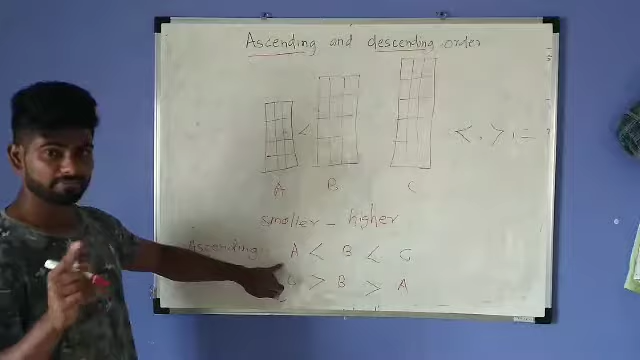 Ascending and descending order
<
<, >, =
A B C
smaller - higher
Ascending: A < B < C
> B > A